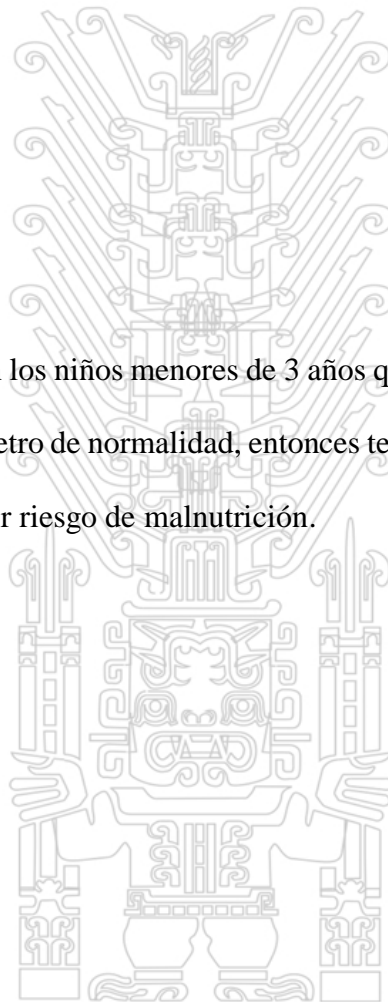 los niños menores de 3 años q
etro de normalidad, entonces te
r riesgo de malnutrición.